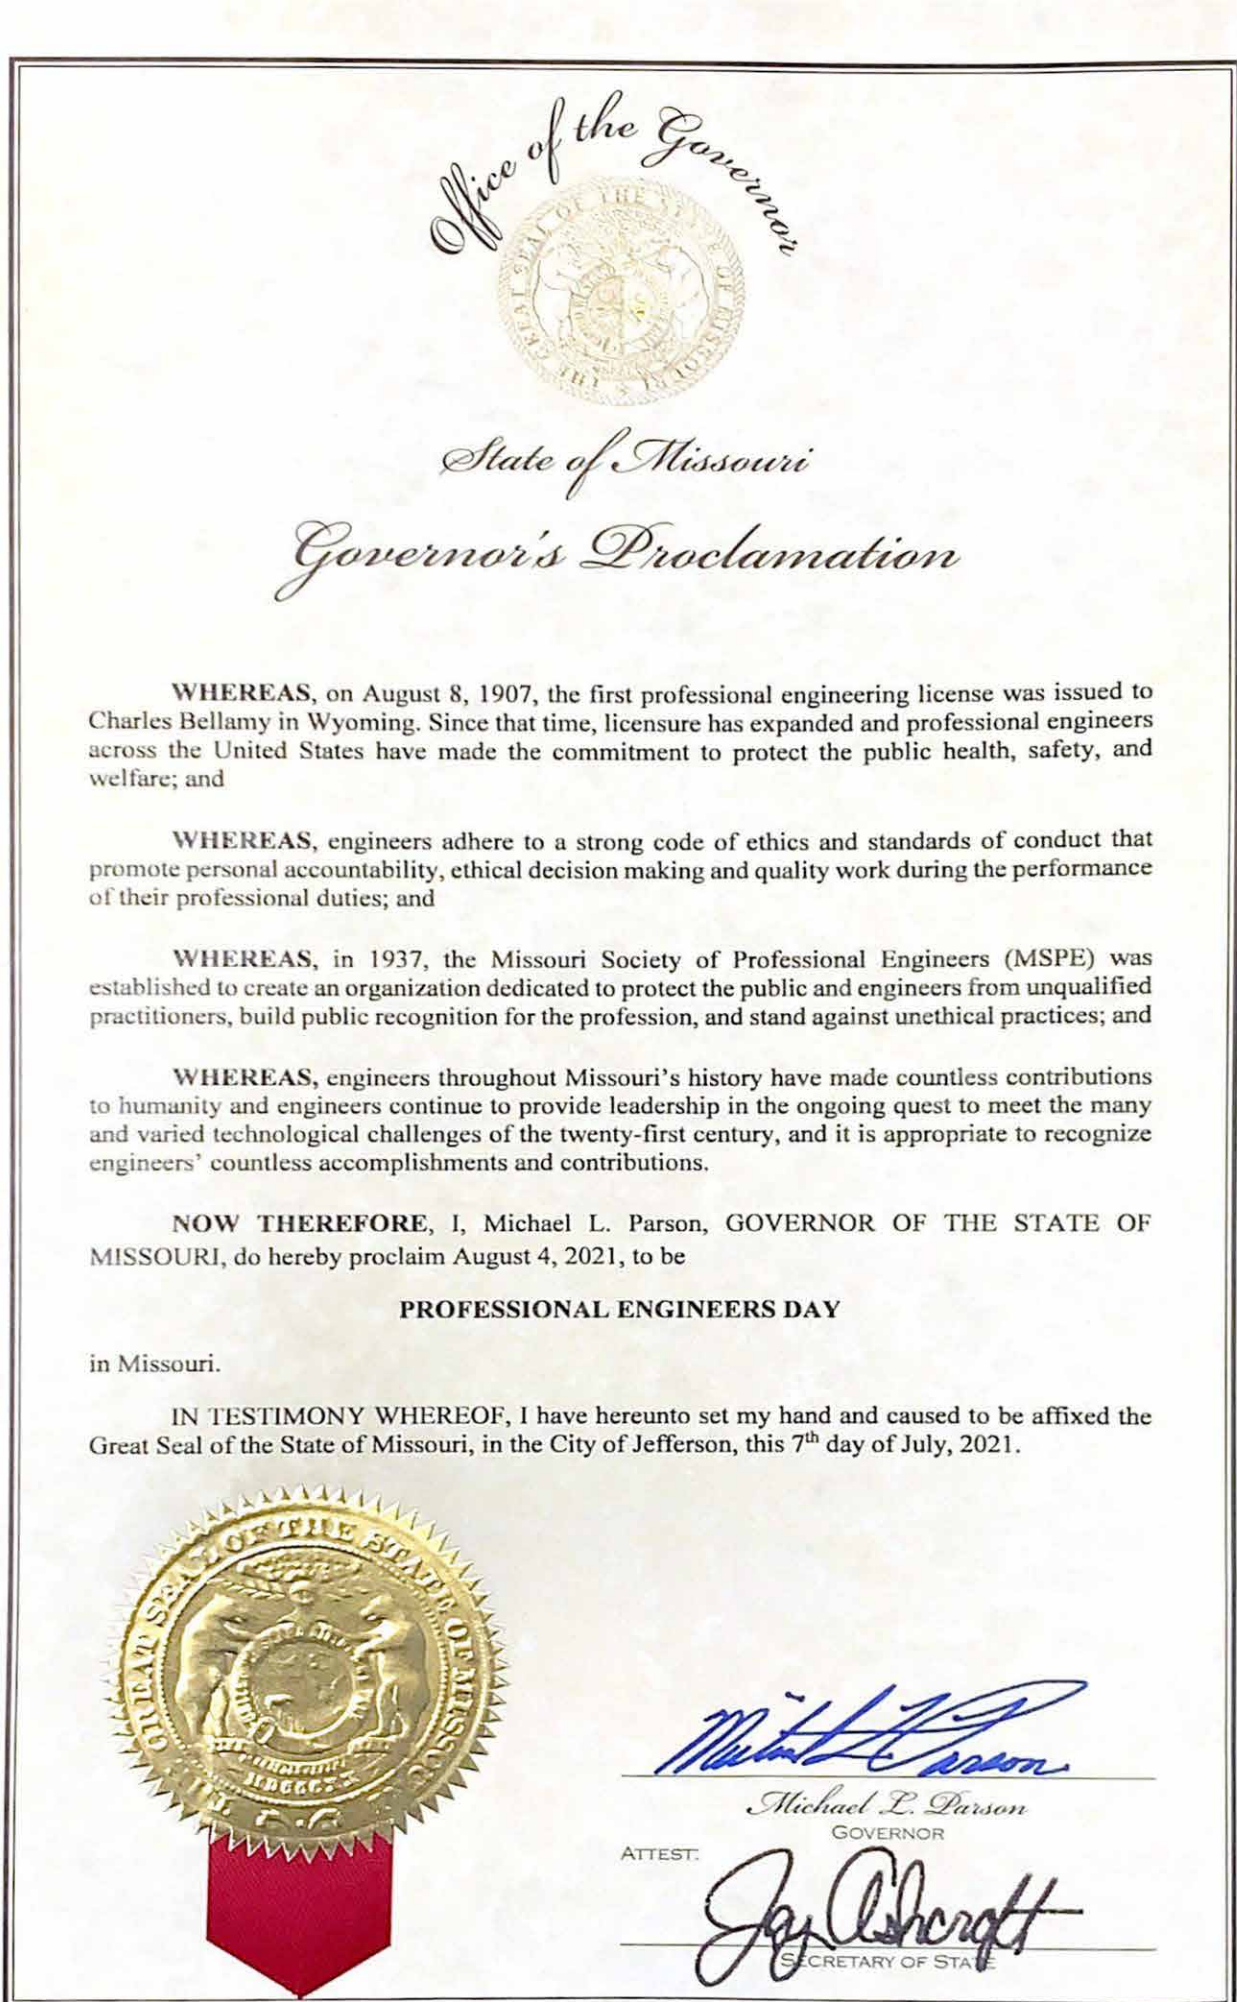 Office of the Governor
THE GREAT SEAL OF THE STATE OF MISSOURI
State of Missouri
Governor's Proclamation
WHEREAS, on August 8, 1907, the first professional engineering license was issued to
Charles Bellamy in Wyoming. Since that time, licensure has expanded and professional engineers
across the United States have made the commitment to protect the public health, safety, and
welfare; and
WHEREAS, engineers adhere to a strong code of ethics and standards of conduct that
promote personal accountability, ethical decision making and quality work during the performance
of their professional duties; and
WHEREAS, in 1937, the Missouri Society of Professional Engineers (MSPE) was
established to create an organization dedicated to protect the public and engineers from unqualified
practitioners, build public recognition for the profession, and stand against unethical practices; and
WHEREAS, engineers throughout Missouri's history have made countless contributions
to humanity and engineers continue to provide leadership in the ongoing quest to meet the many
and varied technological challenges of the twenty-first century, and it is appropriate to recognize
engineers' countless accomplishments and contributions.
NOW THEREFORE, I, Michael L. Parson, GOVERNOR OF THE STATE OF
MISSOURI, do hereby proclaim August 4, 2021, to be
PROFESSIONAL ENGINEERS DAY
in Missouri.
IN TESTIMONY WHEREOF, I have hereunto set my hand and caused to be affixed the
Great Seal of the State of Missouri, in the City of Jefferson, this 7th day of July, 2021.
GREAT SEAL OF THE STATE OF MISSOURI
Michael L Parson
Michael L. Parson
GOVERNOR
ATTEST:
Jay Ashcroft
SECRETARY OF STATE